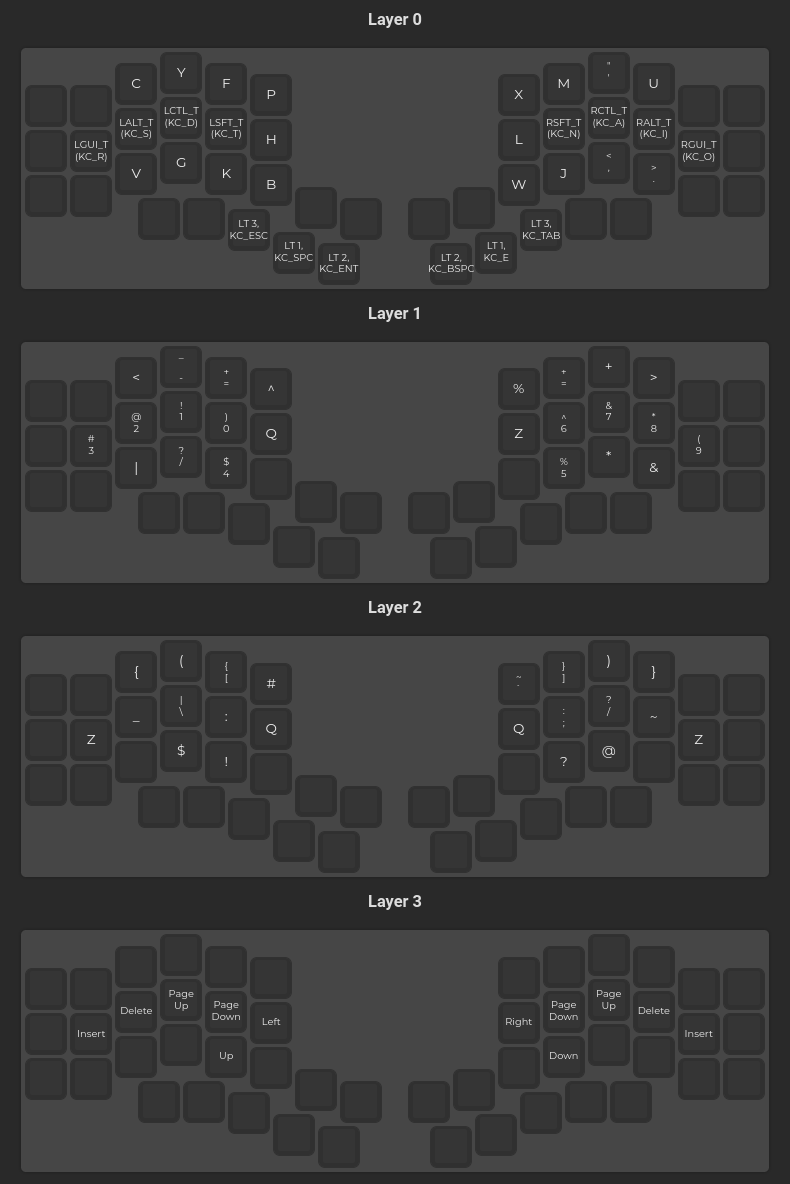 Layer 0
C
Y
F
P
X
M
"
'
U
LGUI_T
(KC_R)
LALT_T
(KC_S)
LCTL_T
(KC_D)
LSFT_T
(KC_T)
H
L
RSFT_T
(KC_N)
RCTL_T
(KC_A)
RALT_T
(KC_I)
RGUI_T
(KC_O)
V
G
K
B
W
J
<
,
>
.
LT 3,
KC_ESC
LT 1,
KC_SPC
LT 2,
KC_ENT
LT 2,
KC_BSPC
LT 1,
KC_E
LT 3,
KC_TAB
Layer 1
<
_
-
+
=
^
%
+
=
+
>
#
3
@
2
!
1
)
0
Q
Z
^
6
&
7
*
8
(
9
|
?
/
$
4
%
5
*
&
Layer 2
{
(
{
[
#
~
`
}
]
)
}
Z
_
|
\
:
Q
Q
:
;
?
/
~
Z
$
!
?
@
Layer 3
Insert
Delete
Page
Up
Page
Down
Left
Right
Page
Down
Page
Up
Delete
Insert
Up
Down